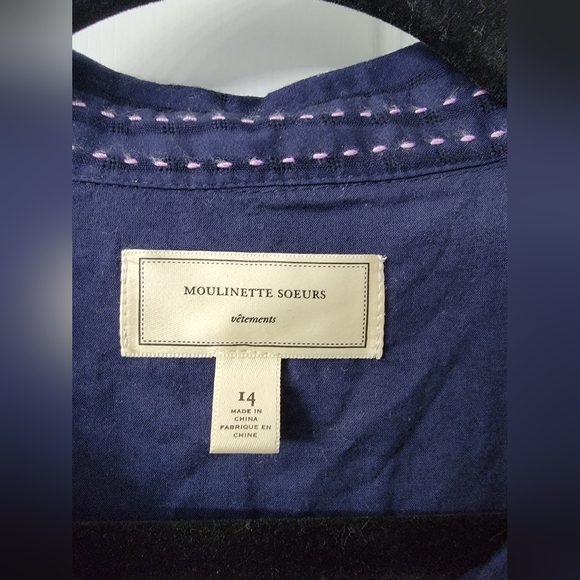 MOULINETTE SOEURS
vêtements
14
MADE IN
CHINA
FABRIQUE EN
CHINE